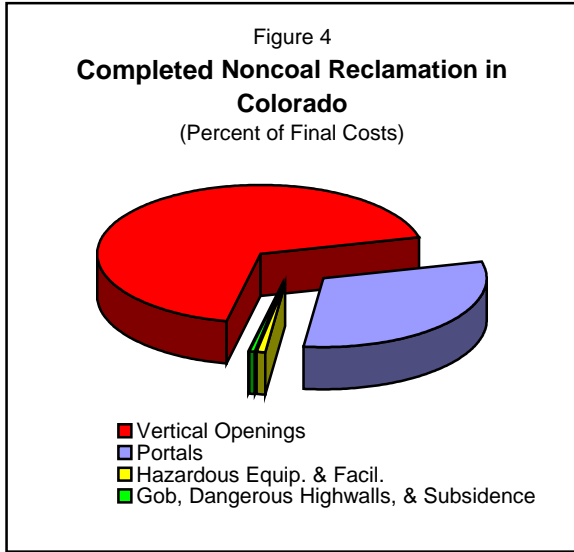 Figure 4
Completed Noncoal Reclamation in
Colorado
(Percent of Final Costs)
Vertical Openings
Portals
Hazardous Equip. & Facil.
Gob, Dangerous Highwalls, & Subsidence